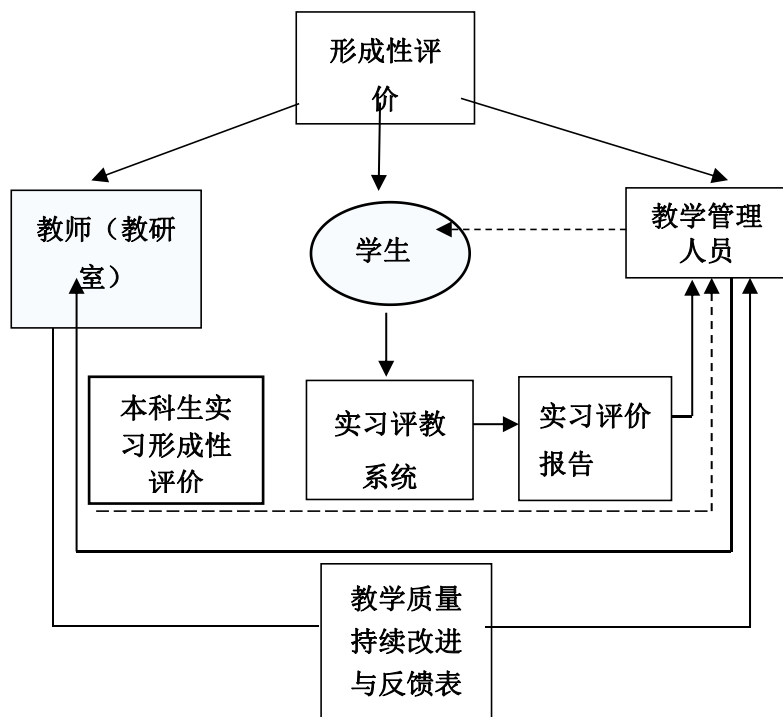 形成性评
价
教师（教研
室）
学生
教学管理
人员
本科生实
习形成性
评价
实习评教
系统
实习评价
报告
教学质量
持续改进
与反馈表